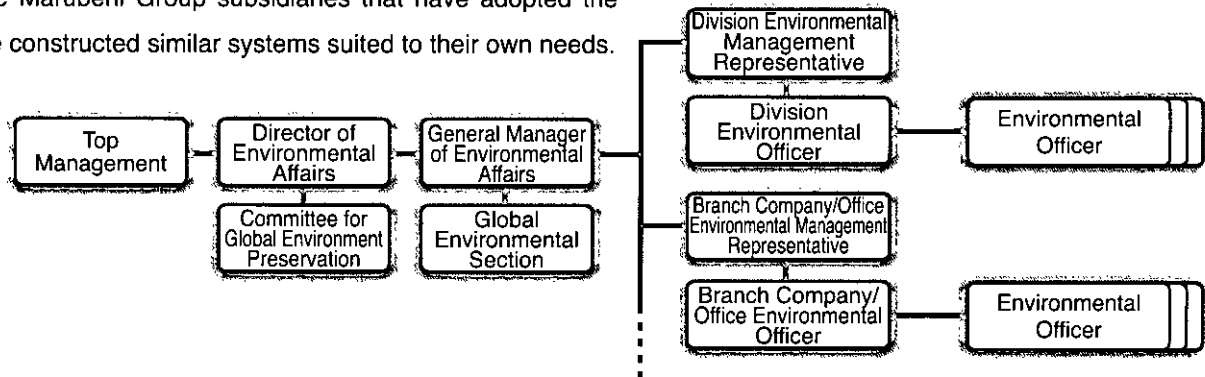 Marubeni Group subsidiaries that have adopted the
constructed similar systems suited to their own needs.
Top
Management
Director of
Environmental
Affairs
Committee for
Global Environment
Preservation
General Manager
of Environmental
Affairs
Global
Environmental
Section
Division Environmental
Management
Representative
Division
Environmental
Officer
Environmental
Officer
Branch Company/Office
Environmental Management
Representative
Branch Company/
Office Environmental
Officer
Environmental
Officer